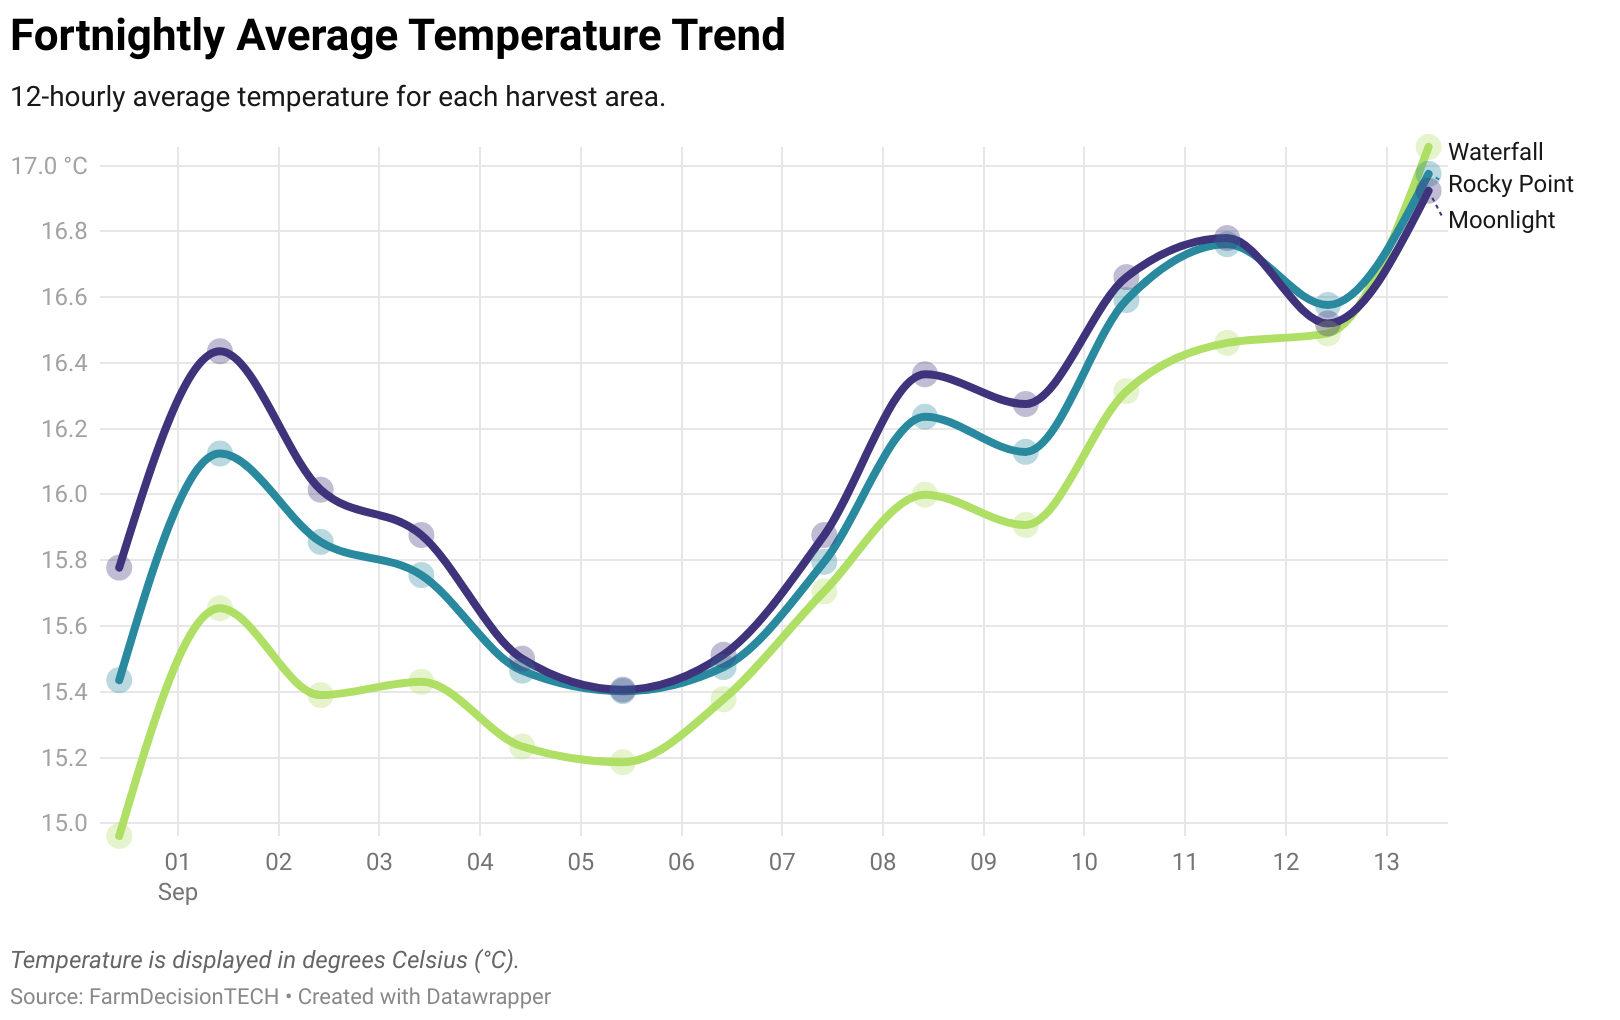 Fortnightly Average Temperature Trend
12-hourly average temperature for each harvest area.
17.0 °C
16.8
16.6
16.4
16.2
16.0
15.8
15.6
15.4
15.2
15.0
Waterfall
Rocky Point
Moonlight
01 02 03 04 05 06 07 08 09 10 11 12 13
Sep
Temperature is displayed in degrees Celsius (°C).
Source: FarmDecisionTECH • Created with Datawrapper